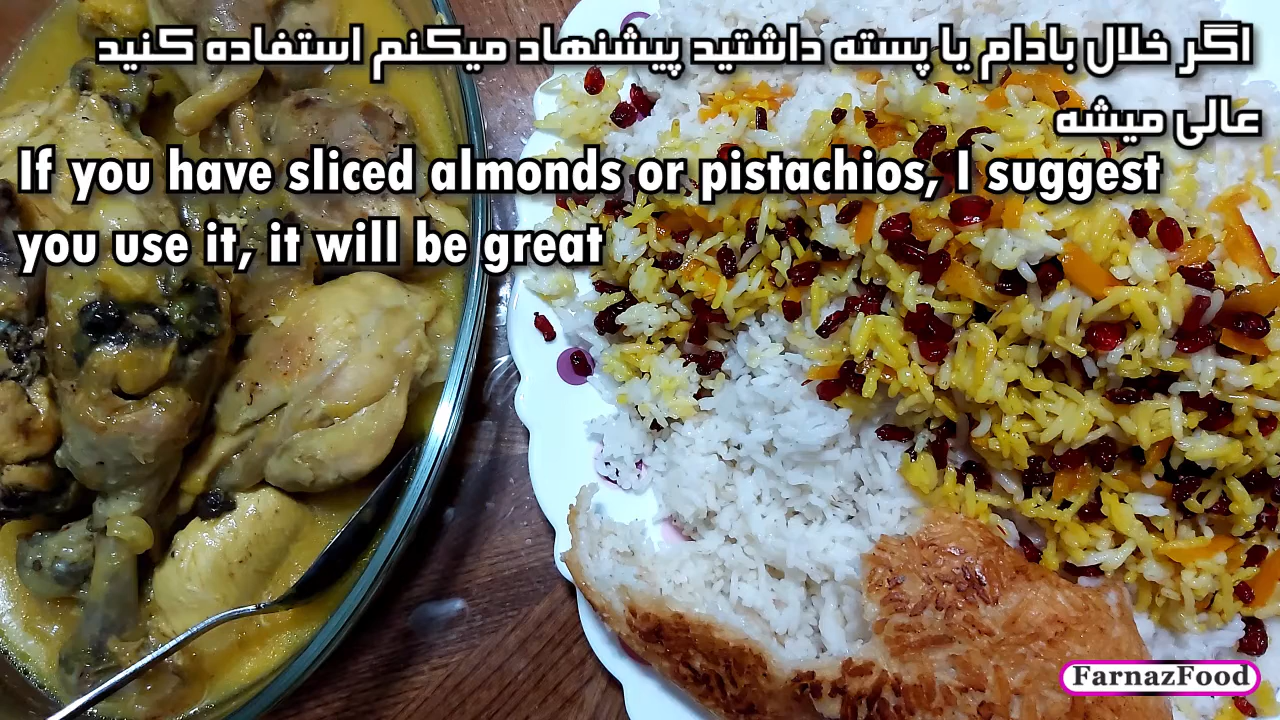 اگر خلال بادام یا پسته داشتید پیشنهاد میکنم استفاده کنید
عالی میشه
If you have sliced almonds or pistachios, I suggest
you use it, it will be great
FarnazFood